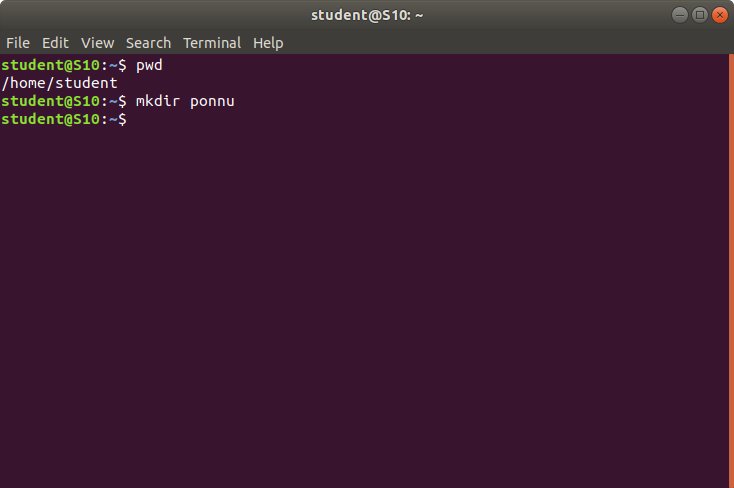 student@S10: ~
File Edit View Search Terminal Help
student@S10:~$ pwd
/home/student
student@S10:~$ mkdir ponnu
student@S10:~$